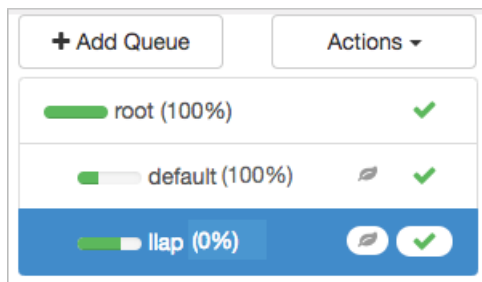 + Add Queue
Actions
root (100%)
default (100%)
llap (0%)